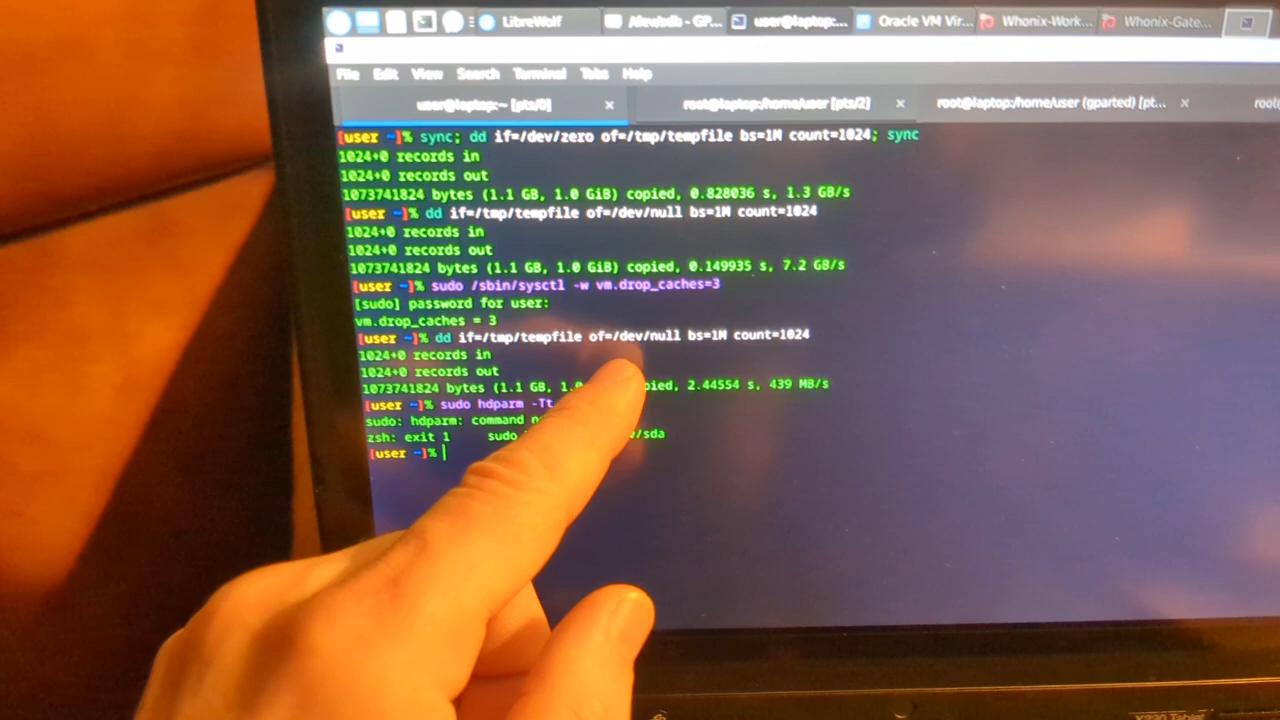 LibreWolf /dev/sdb - GP... user@laptop:... Oracle VM Vir... Whonix-Work... Whonix-Gate...
File Edit View Search Terminal Tabs Help
user@laptop:~ [pts/0] × root@laptop:/home/user [pts/2] × root@laptop:/home/user (gparted) [pt... × root
[user ~]% sync; dd if=/dev/zero of=/tmp/tempfile bs=1M count=1024; sync
1024+0 records in
1024+0 records out
1073741824 bytes (1.1 GB, 1.0 GiB) copied, 0.828036 s, 1.3 GB/s
[user ~]% dd if=/tmp/tempfile of=/dev/null bs=1M count=1024
1024+0 records in
1024+0 records out
1073741824 bytes (1.1 GB, 1.0 GiB) copied, 0.149935 s, 7.2 GB/s
[user ~]% sudo /sbin/sysctl -w vm.drop_caches=3
[sudo] password for user:
vm.drop_caches = 3
[user ~]% dd if=/tmp/tempfile of=/dev/null bs=1M count=1024
1024+0 records in
1024+0 records out
1073741824 bytes (1.1 GB, 1.0 pied, 2.44554 s, 439 MB/s
[user ~]% sudo hdparm -Tt
sudo: hdparm: command n
zsh: exit 1 sudo v/sda
[user ~]%